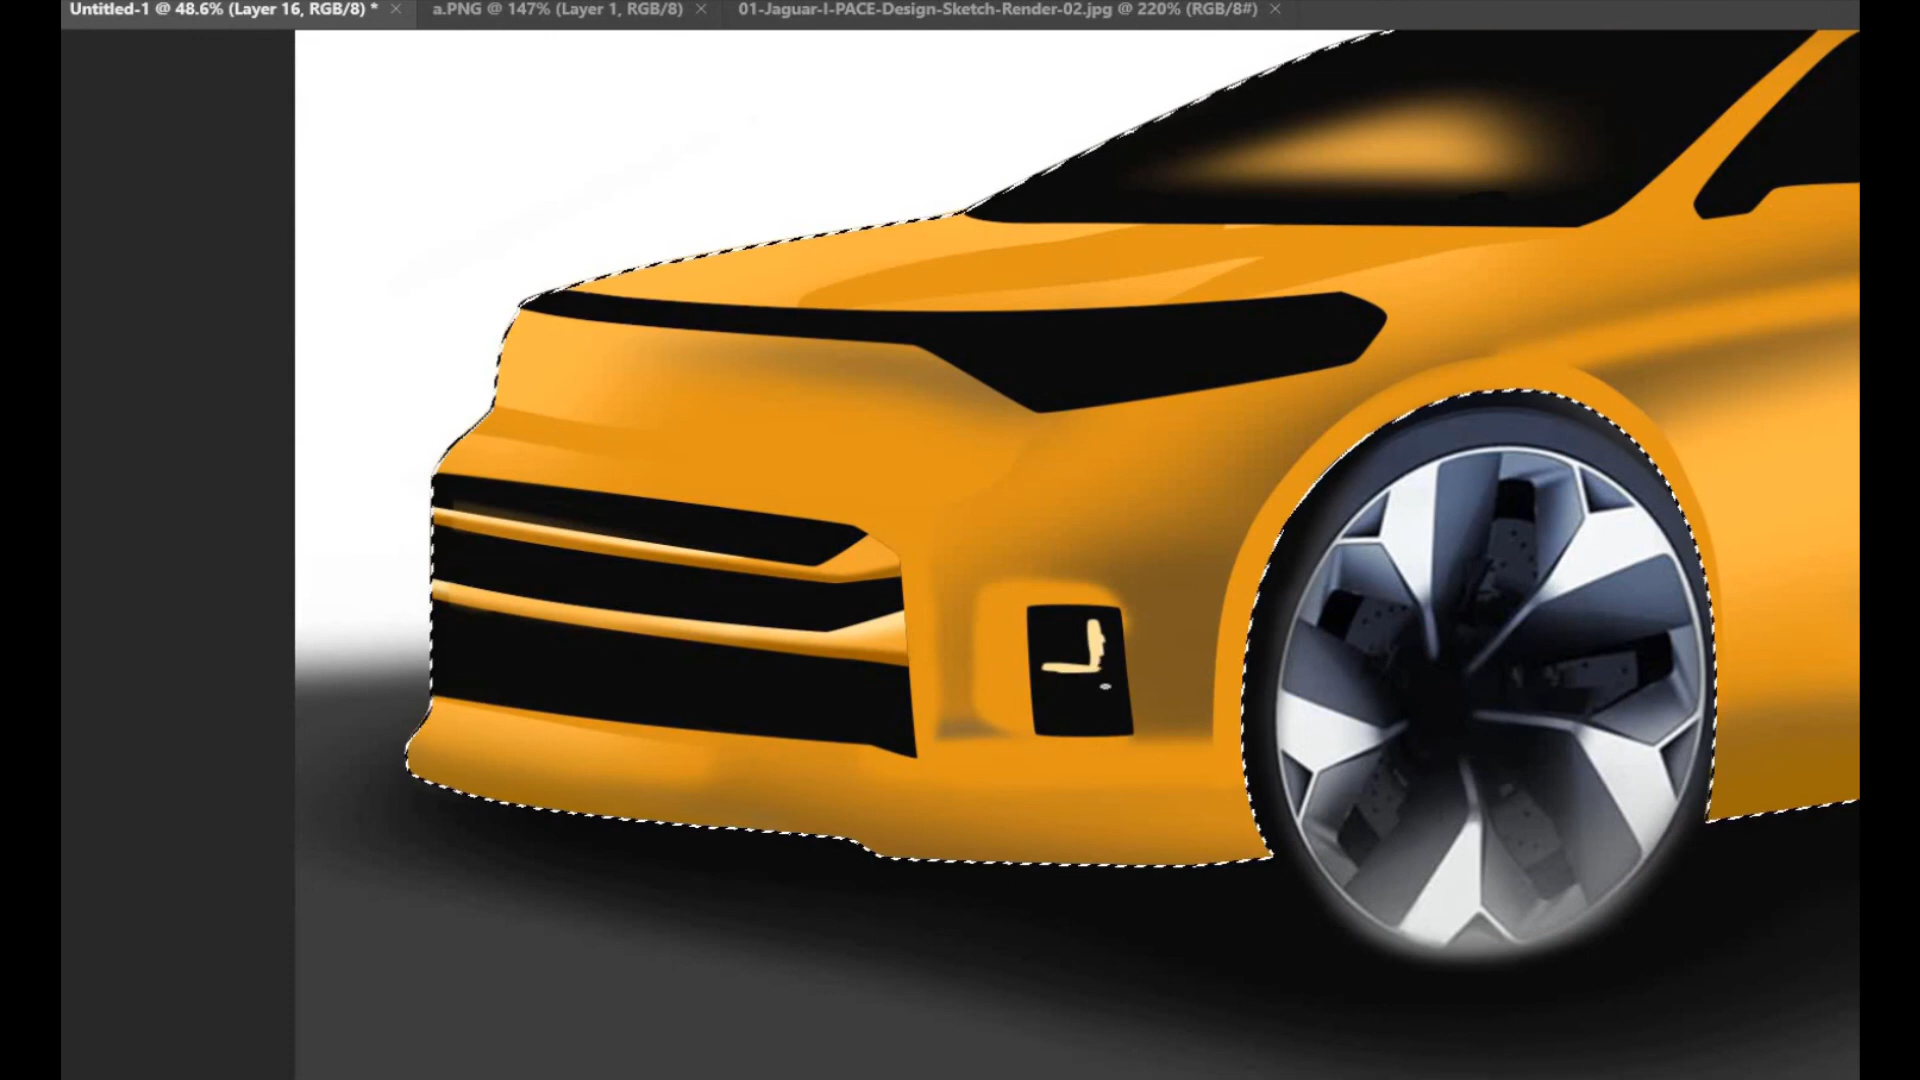 Untitled-1 @ 48.6% (Layer 16, RGB/8) * × a.PNG @ 147% (Layer 1, RGB/8) × 01-Jaguar-I-PACE-Design-Sketch-Render-02.jpg @ 220% (RGB/8#) ×